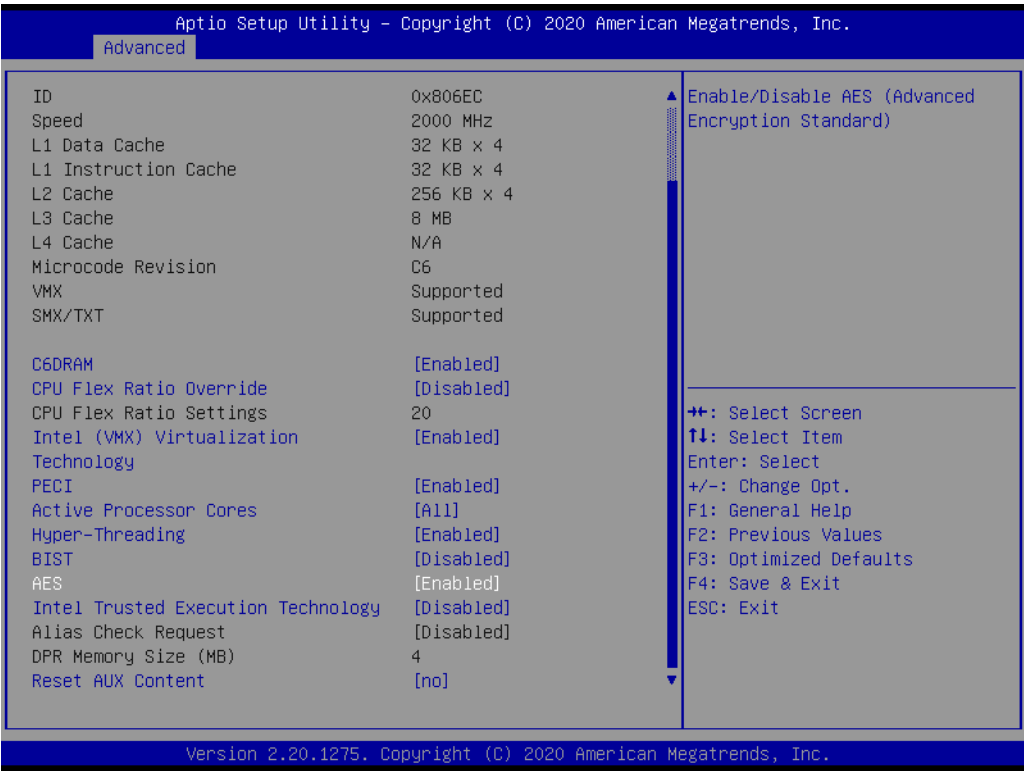 Aptio Setup Utility – Copyright (C) 2020 American Megatrends, Inc.
Advanced
ID 0x806EC
Speed 2000 MHz
L1 Data Cache 32 KB x 4
L1 Instruction Cache 32 KB x 4
L2 Cache 256 KB x 4
L3 Cache 8 MB
L4 Cache N/A
Microcode Revision C6
VMX Supported
SMX/TXT Supported
C6DRAM [Enabled]
CPU Flex Ratio Override [Disabled]
CPU Flex Ratio Settings 20
Intel (VMX) Virtualization [Enabled]
Technology
PECI [Enabled]
Active Processor Cores [All]
Hyper-Threading [Enabled]
BIST [Disabled]
AES [Enabled]
Intel Trusted Execution Technology [Disabled]
Alias Check Request [Disabled]
DPR Memory Size (MB) 4
Reset AUX Content [no]
Enable/Disable AES (Advanced
Encryption Standard)
→←: Select Screen
↑↓: Select Item
Enter: Select
+/-: Change Opt.
F1: General Help
F2: Previous Values
F3: Optimized Defaults
F4: Save & Exit
ESC: Exit
Version 2.20.1275. Copyright (C) 2020 American Megatrends, Inc.